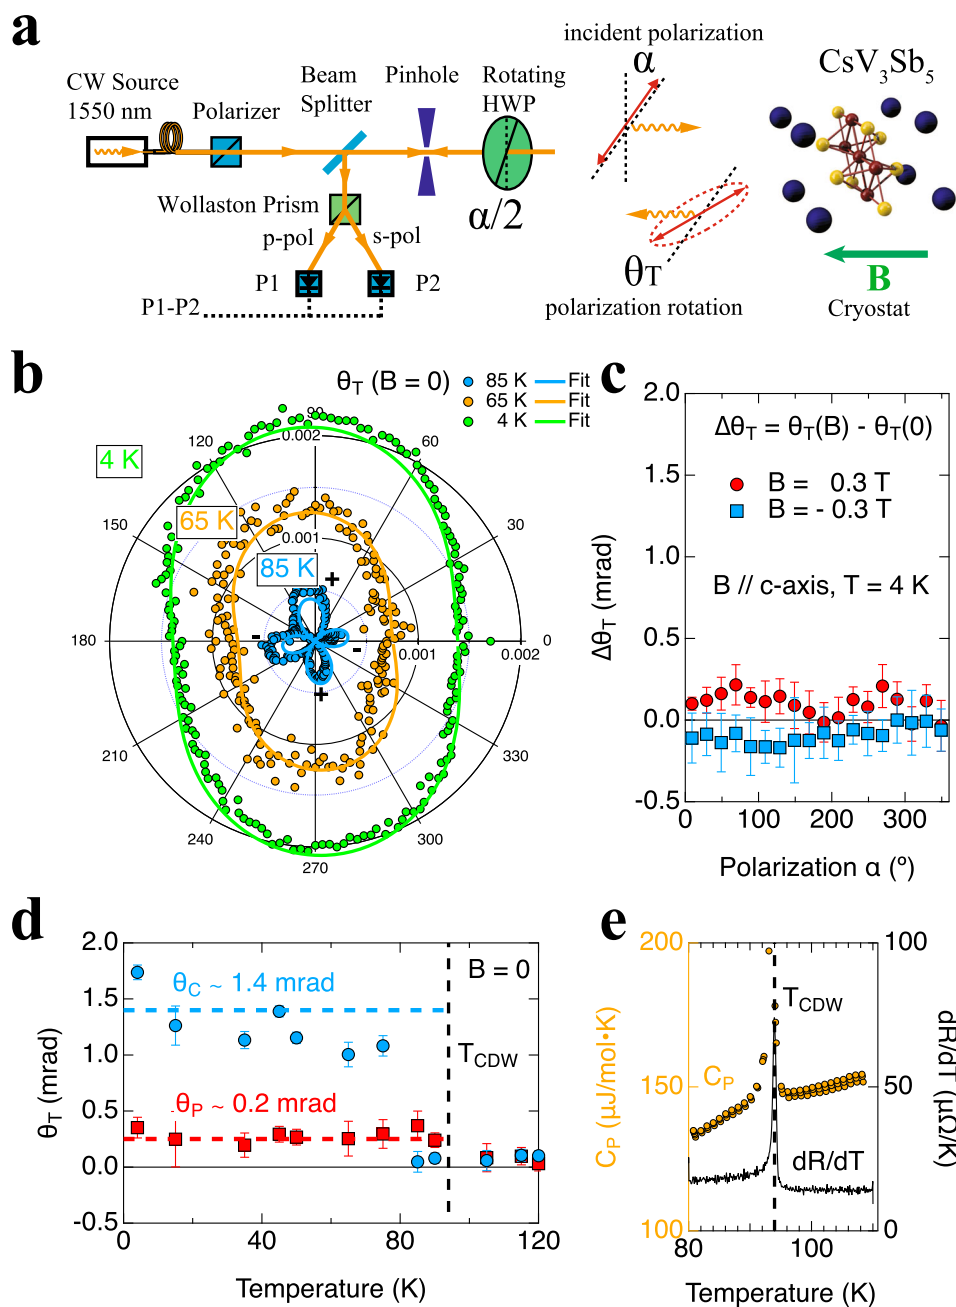 a
CW Source
1550 nm
Polarizer
Beam
Splitter
Pinhole
Rotating
HWP
α/2
Wollaston Prism
p-pol
s-pol
P1
P2
P1-P2
incident polarization
α
θT
polarization rotation
CsV3Sb5
B
Cryostat
b
θT (B = 0)
85 K Fit
65 K Fit
4 K Fit
4 K
65 K
85 K
0
30
60
120
150
180
210
240
270
300
330
0.002
0.001
0
0.001
0.002
+
-
-
+
c
ΔθT = θT(B) - θT(0)
B = 0.3 T
B = - 0.3 T
B // c-axis, T = 4 K
ΔθT (mrad)
2.0
1.5
1.0
0.5
0.0
-0.5
0
100
200
300
Polarization α (º)
d
B = 0
θC ~ 1.4 mrad
θP ~ 0.2 mrad
TCDW
θT (mrad)
2.0
1.5
1.0
0.5
0.0
-0.5
0
40
80
120
Temperature (K)
e
TCDW
CP
dR/dT
CP (μJ/mol•K)
200
150
100
dR/dT (μΩ/K)
100
50
0
80
100
Temperature (K)